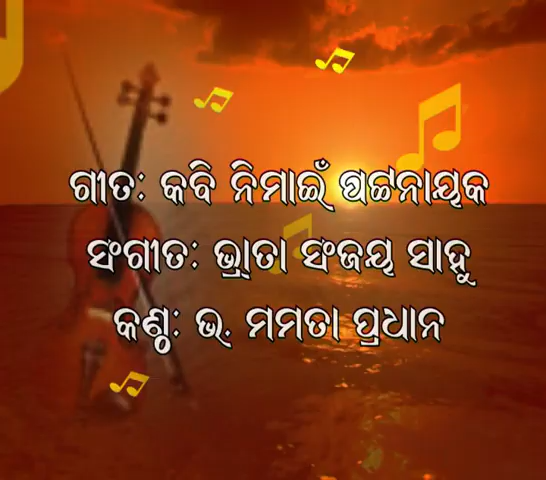 ଗୀତ: କବି ନିମାଇଁ ପଟ୍ଟନାୟକ
ସଂଗୀତ: ଭ୍ରାତା ସଂଜୟ ସାହୁ
କଣ୍ଠ: ଭ. ମମତା ପ୍ରଧାନ